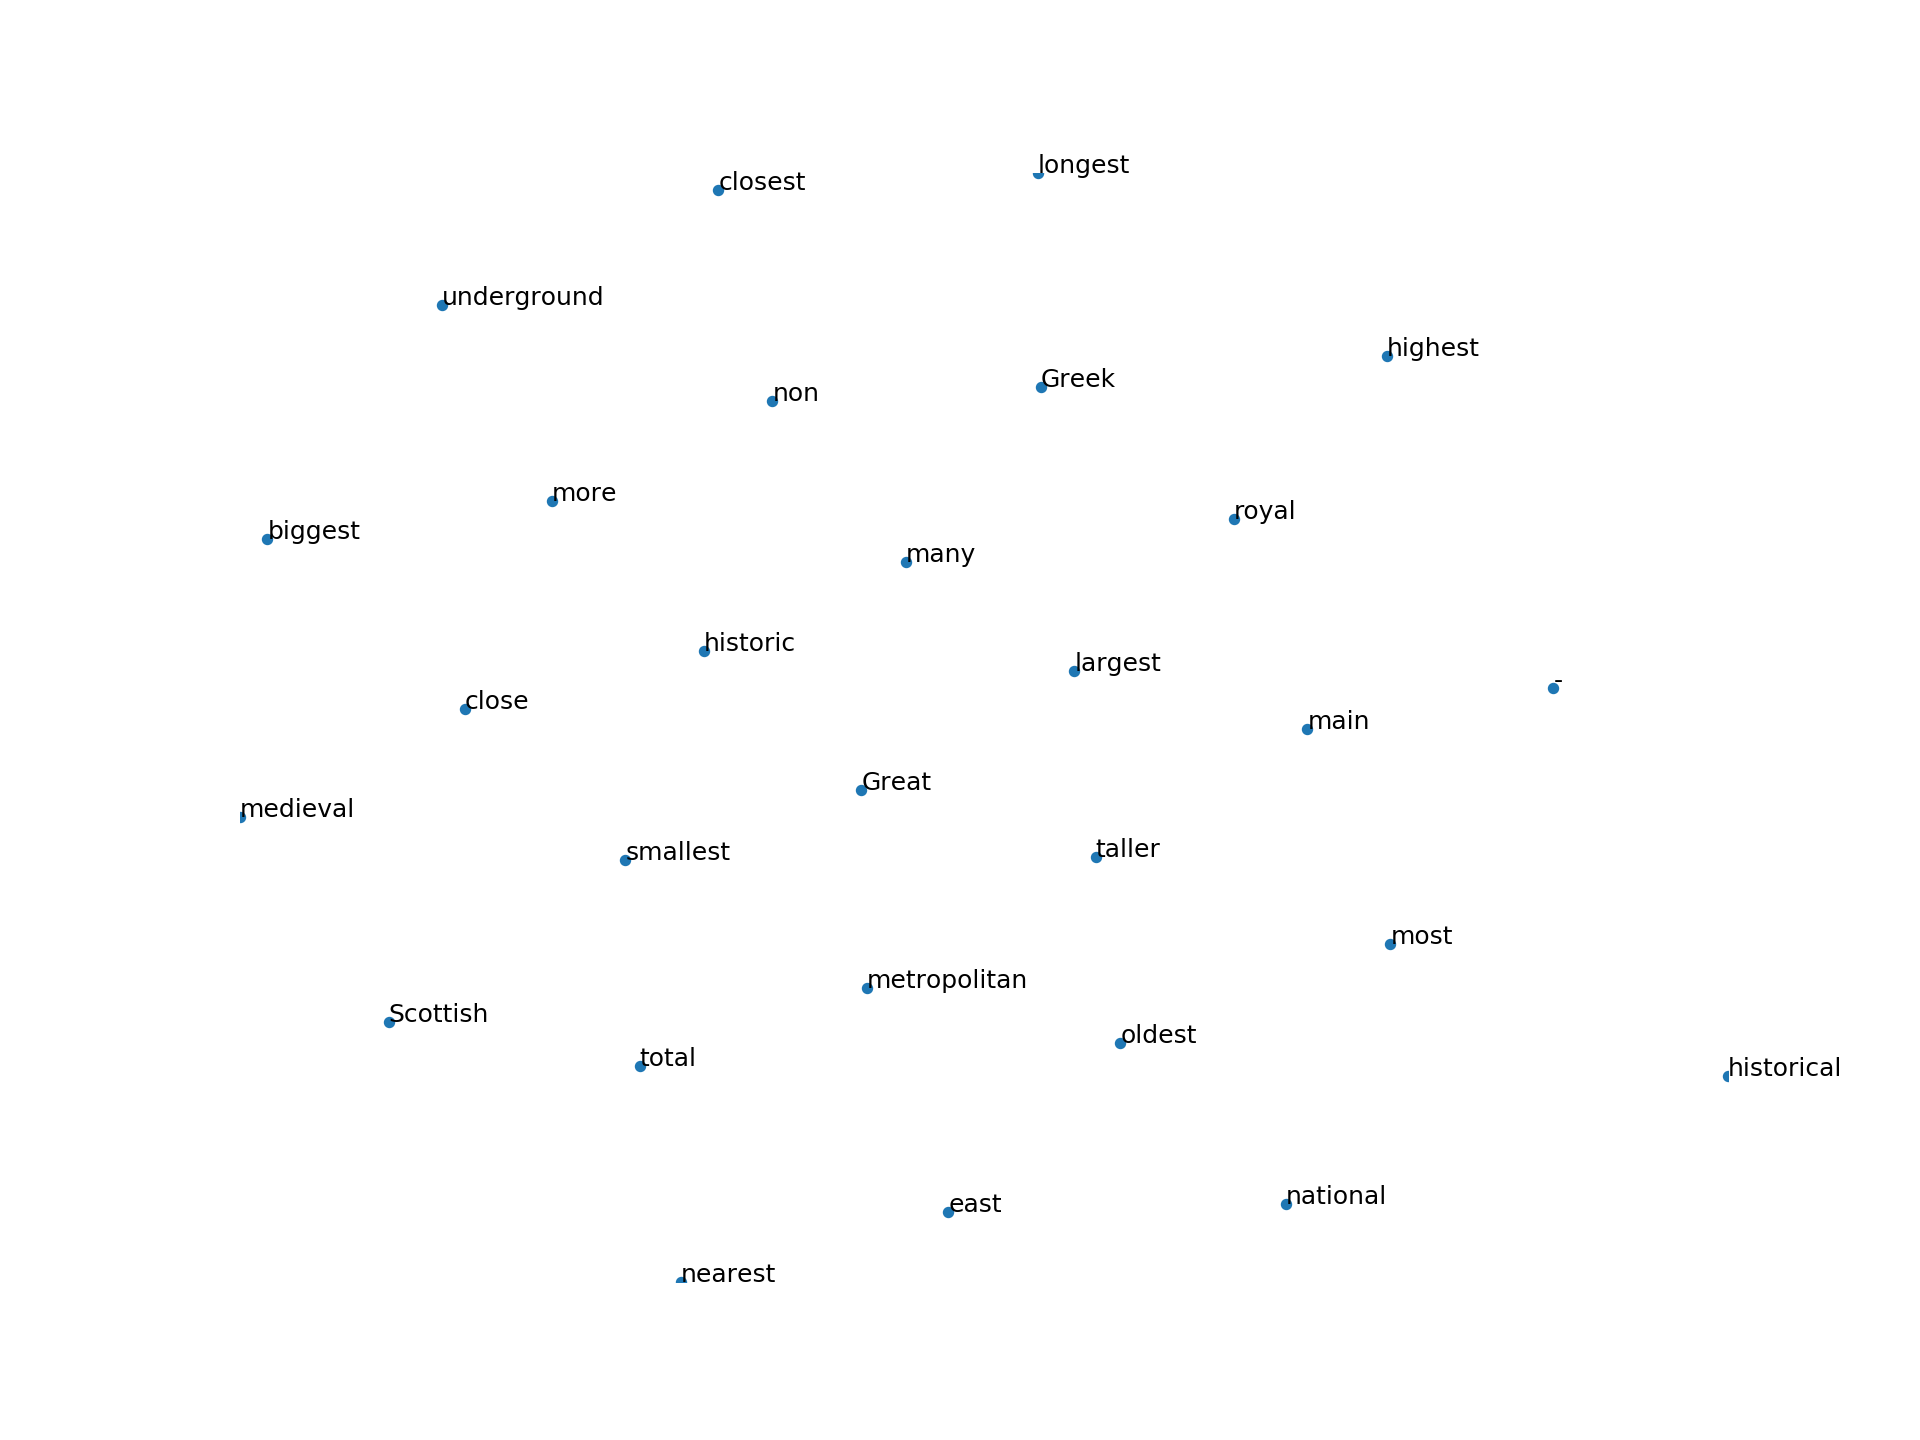 longest
closest
underground
highest
Greek
non
more
royal
biggest
many
historic
largest
-
close
main
Great
medieval
taller
smallest
most
metropolitan
Scottish
oldest
total
historical
national
east
nearest